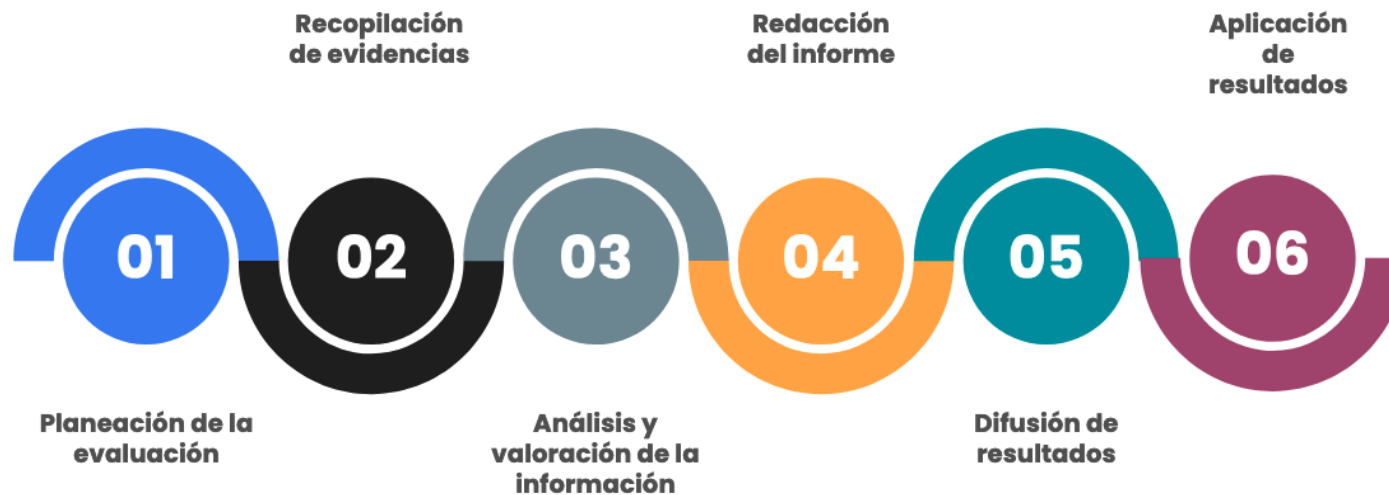 01
Planeación de la
evaluación
02
Recopilación
de evidencias
03
Análisis y
valoración de la
información
04
Redacción
del informe
05
Difusión de
resultados
06
Aplicación
de
resultados